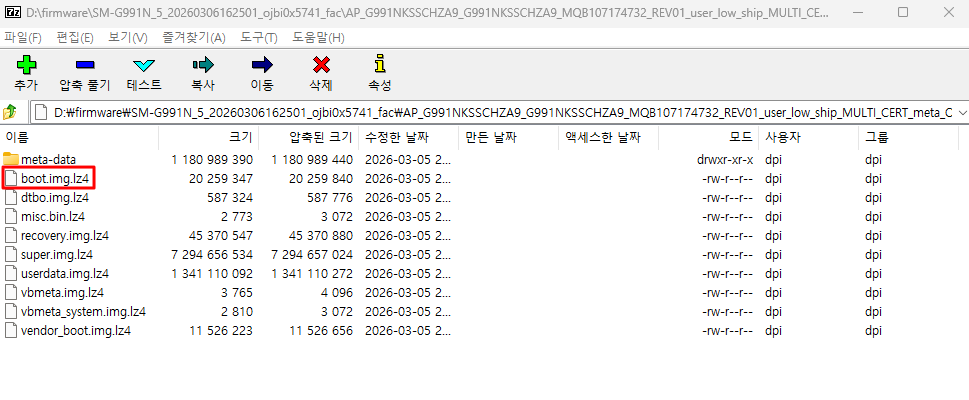 D:\firmware\SM-G991N_5_20260306162501_ojbi0x5741_fac\AP_G991NKSSCHZA9_G991NKSSCHZA9_MQB107174732_REV01_user_low_ship_MULTI_CE...
파일(F) 편집(E) 보기(V) 즐겨찾기(A) 도구(T) 도움말(H)
추가 압축 풀기 테스트 복사 이동 삭제 속성
D:\firmware\SM-G991N_5_20260306162501_ojbi0x5741_fac\AP_G991NKSSCHZA9_G991NKSSCHZA9_MQB107174732_REV01_user_low_ship_MULTI_CERT_meta_O
이름 크기 압축된 크기 수정한 날짜 만든 날짜 액세스한 날짜 모드 사용자 그룹
meta-data 1 180 989 390 1 180 989 440 2026-03-05 2... drwxr-xr-x dpi dpi
boot.img.lz4 20 259 347 20 259 840 2026-03-05 2... -rw-r--r-- dpi dpi
dtbo.img.lz4 587 324 587 776 2026-03-05 2... -rw-r--r-- dpi dpi
misc.bin.lz4 2 773 3 072 2026-03-05 2... -rw-r--r-- dpi dpi
recovery.img.lz4 45 370 547 45 370 880 2026-03-05 2... -rw-r--r-- dpi dpi
super.img.lz4 7 294 656 534 7 294 657 024 2026-03-05 2... -rw-r--r-- dpi dpi
userdata.img.lz4 1 341 110 092 1 341 110 272 2026-03-05 2... -rw-r--r-- dpi dpi
vbmeta.img.lz4 3 765 4 096 2026-03-05 2... -rw-r--r-- dpi dpi
vbmeta_system.img.lz4 2 810 3 072 2026-03-05 2... -rw-r--r-- dpi dpi
vendor_boot.img.lz4 11 526 223 11 526 656 2026-03-05 2... -rw-r--r-- dpi dpi